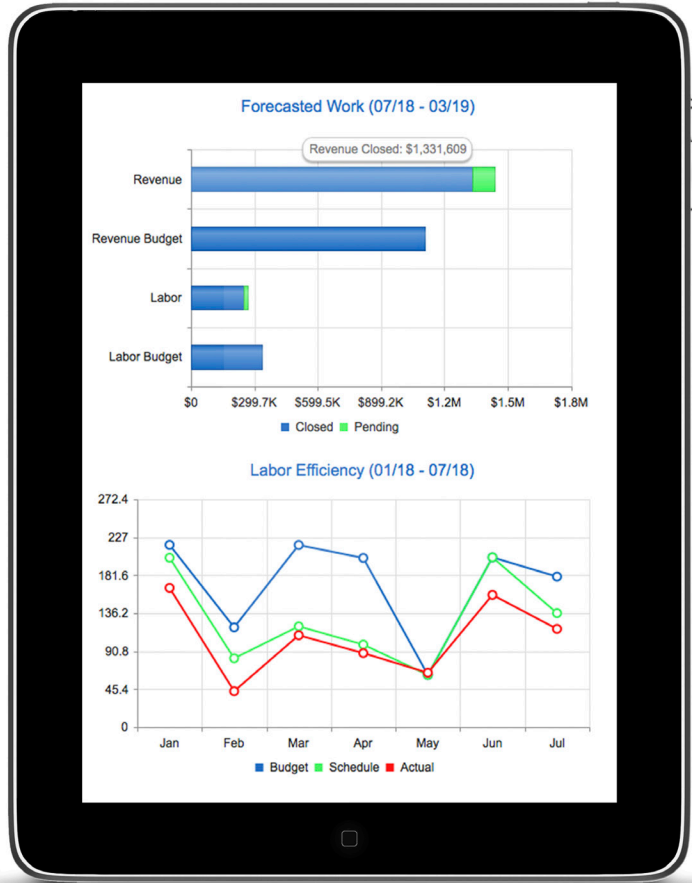 Forecasted Work (07/18 - 03/19)
Revenue Closed: $1,331,609
Revenue
Revenue Budget
Labor
Labor Budget
$0 $299.7K $599.5K $899.2K $1.2M $1.5M $1.8M
Closed Pending
Labor Efficiency (01/18 - 07/18)
272.4
227
181.6
136.2
90.8
45.4
0
Jan Feb Mar Apr May Jun Jul
Budget Schedule Actual